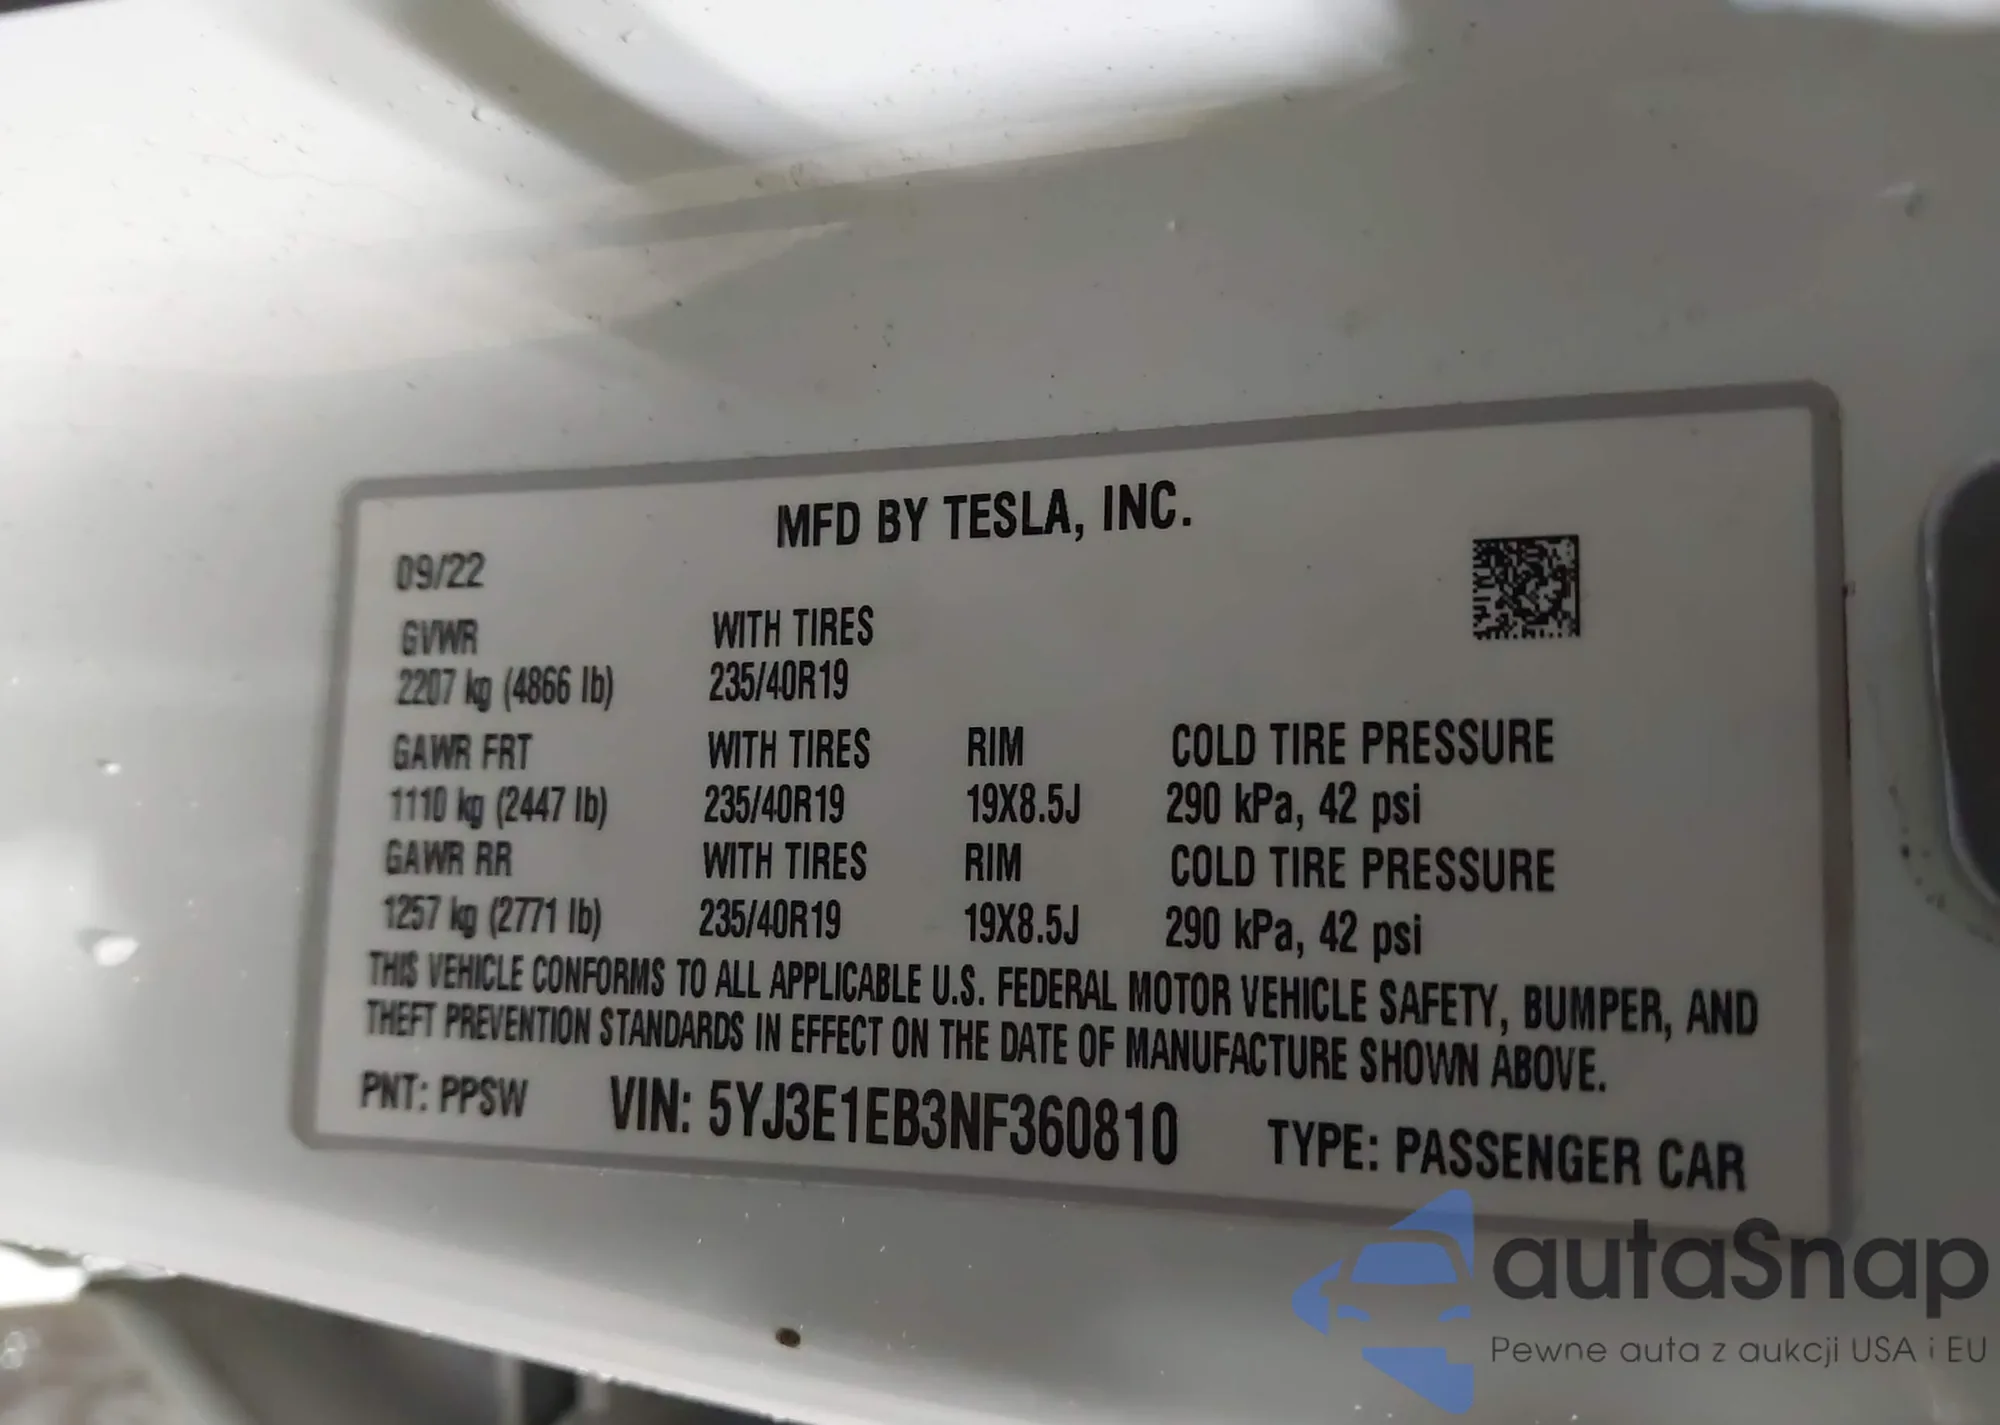 MFD BY TESLA, INC.
09/22
GVWR WITH TIRES
2207 kg (4866 lb) 235/40R19
GAWR FRT WITH TIRES RIM COLD TIRE PRESSURE
1110 kg (2447 lb) 235/40R19 19X8.5J 290 kPa, 42 psi
GAWR RR WITH TIRES RIM COLD TIRE PRESSURE
1257 kg (2771 lb) 235/40R19 19X8.5J 290 kPa, 42 psi
THIS VEHICLE CONFORMS TO ALL APPLICABLE U.S. FEDERAL MOTOR VEHICLE SAFETY, BUMPER, AND
THEFT PREVENTION STANDARDS IN EFFECT ON THE DATE OF MANUFACTURE SHOWN ABOVE.
PNT: PPSW VIN: 5YJ3E1EB3NF360810 TYPE: PASSENGER CAR
autaSnap
Pewne auta z aukcji USA i EU